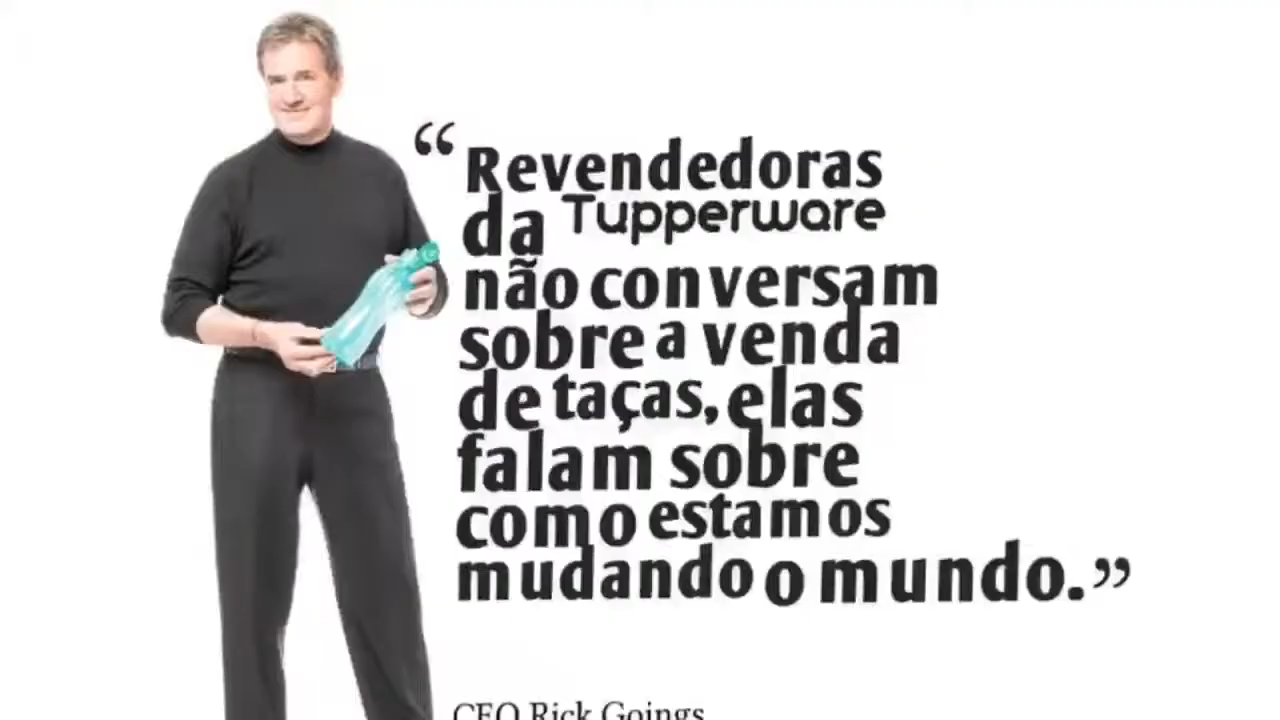 “Revendedoras
da Tupperware
não conversam
sobre a venda
de taças, elas
falam sobre
como estamos
mudando o mundo.”
CEO Rick Goings